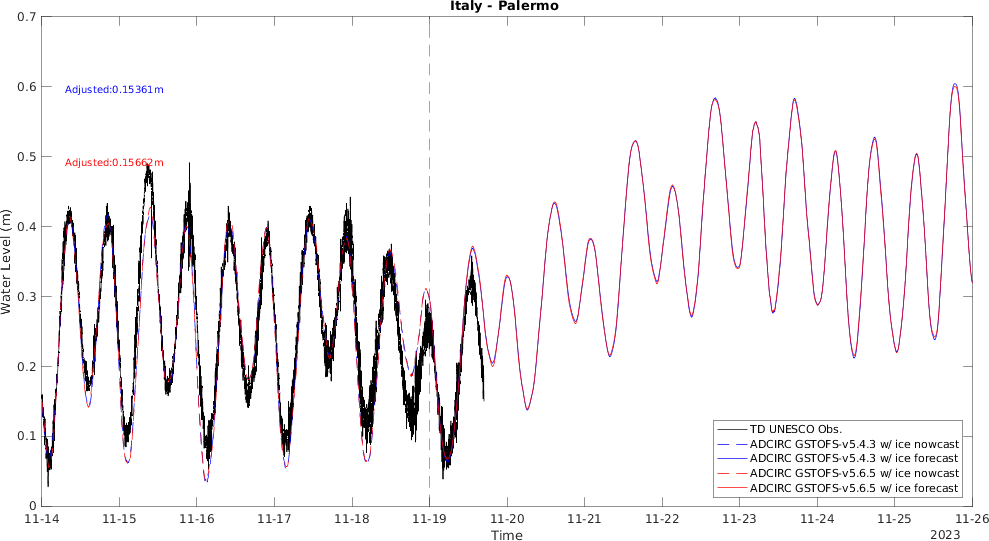 Italy - Palermo
0.7
0.6
0.5
0.4
0.3
0.2
0.1
0
Water Level (m)
Adjusted:0.15361m
Adjusted:0.15662m
TD UNESCO Obs.
ADCIRC GSTOFS-v5.4.3 w/ ice nowcast
ADCIRC GSTOFS-v5.4.3 w/ ice forecast
ADCIRC GSTOFS-v5.6.5 w/ ice nowcast
ADCIRC GSTOFS-v5.6.5 w/ ice forecast
11-14 11-15 11-16 11-17 11-18 11-19 11-20 11-21 11-22 11-23 11-24 11-25 11-26
Time
2023